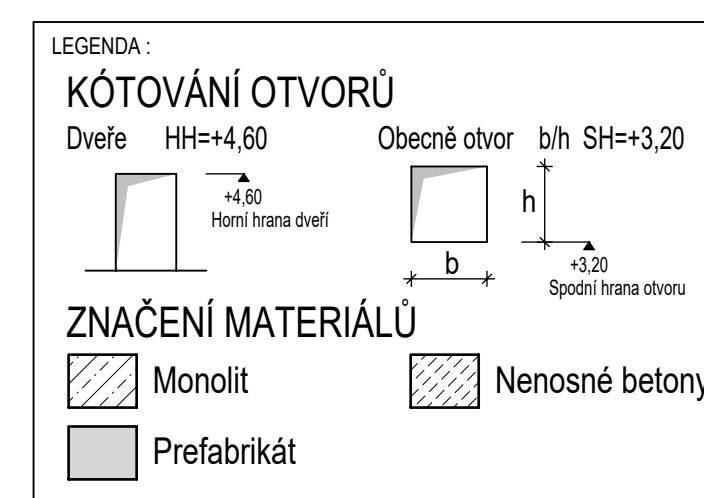 LEGENDA :
KÓTOVÁNÍ OTVORŮ
Dveře HH=+4,60
+4,60
Horní hrana dveří
Obecně otvor b/h SH=+3,20
h
b
+3,20
Spodní hrana otvoru
ZNAČENÍ MATERIÁLŮ
Monolit
Nenosné betony
Prefabrikát